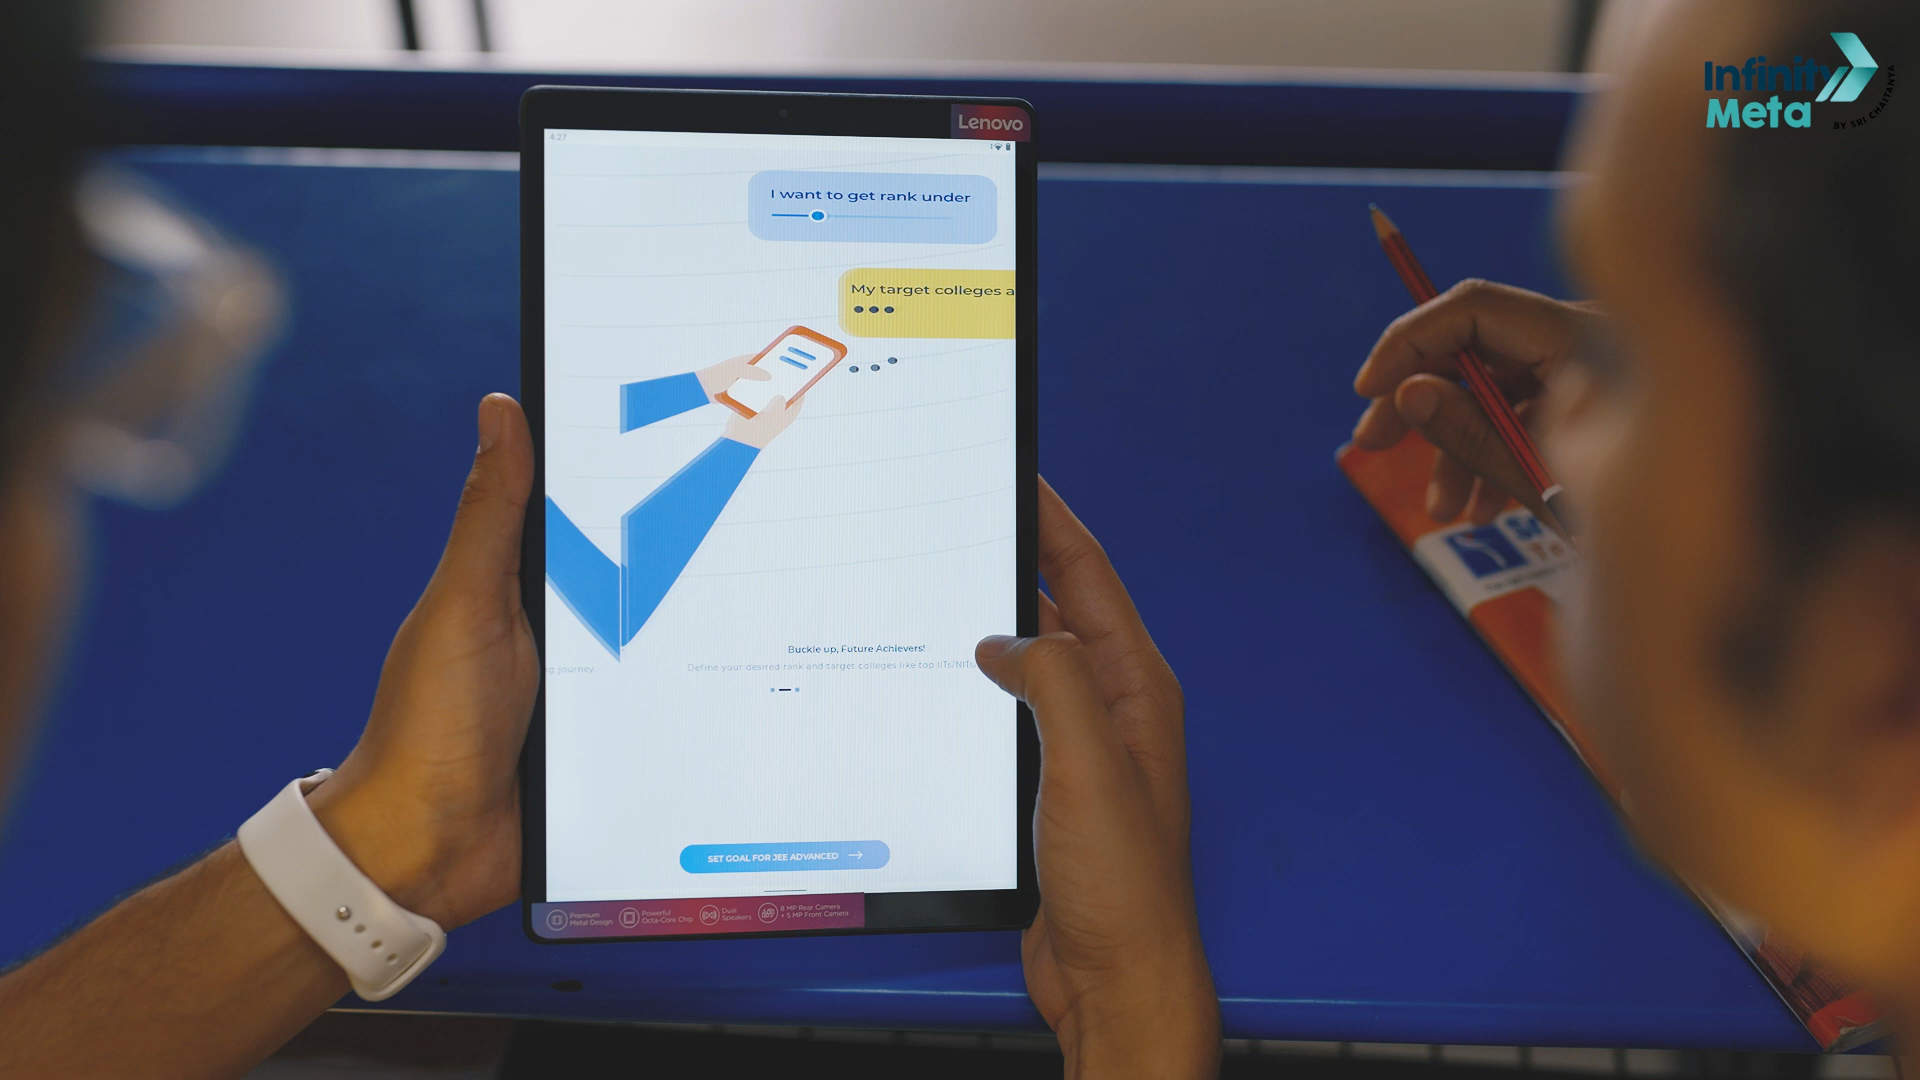 Infinity
Meta
BY SRI CHAITANYA
Lenovo
4:27
I want to get rank under
My target colleges a
Buckle up, Future Achievers!
g journey.
Define your desired rank and target colleges like top IITs/NITs
SET GOAL FOR JEE ADVANCED
Premium
Metal Design
Powerful
Octa-Core Chip
Dual
Speakers
8 MP Rear Camera
+ 5 MP Front Camera